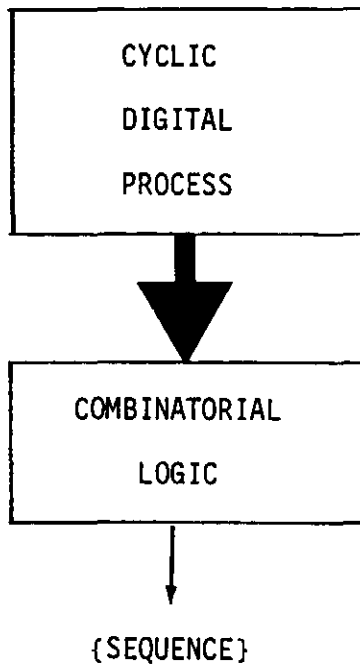 CYCLIC
DIGITAL
PROCESS
COMBINATORIAL
LOGIC
{SEQUENCE}